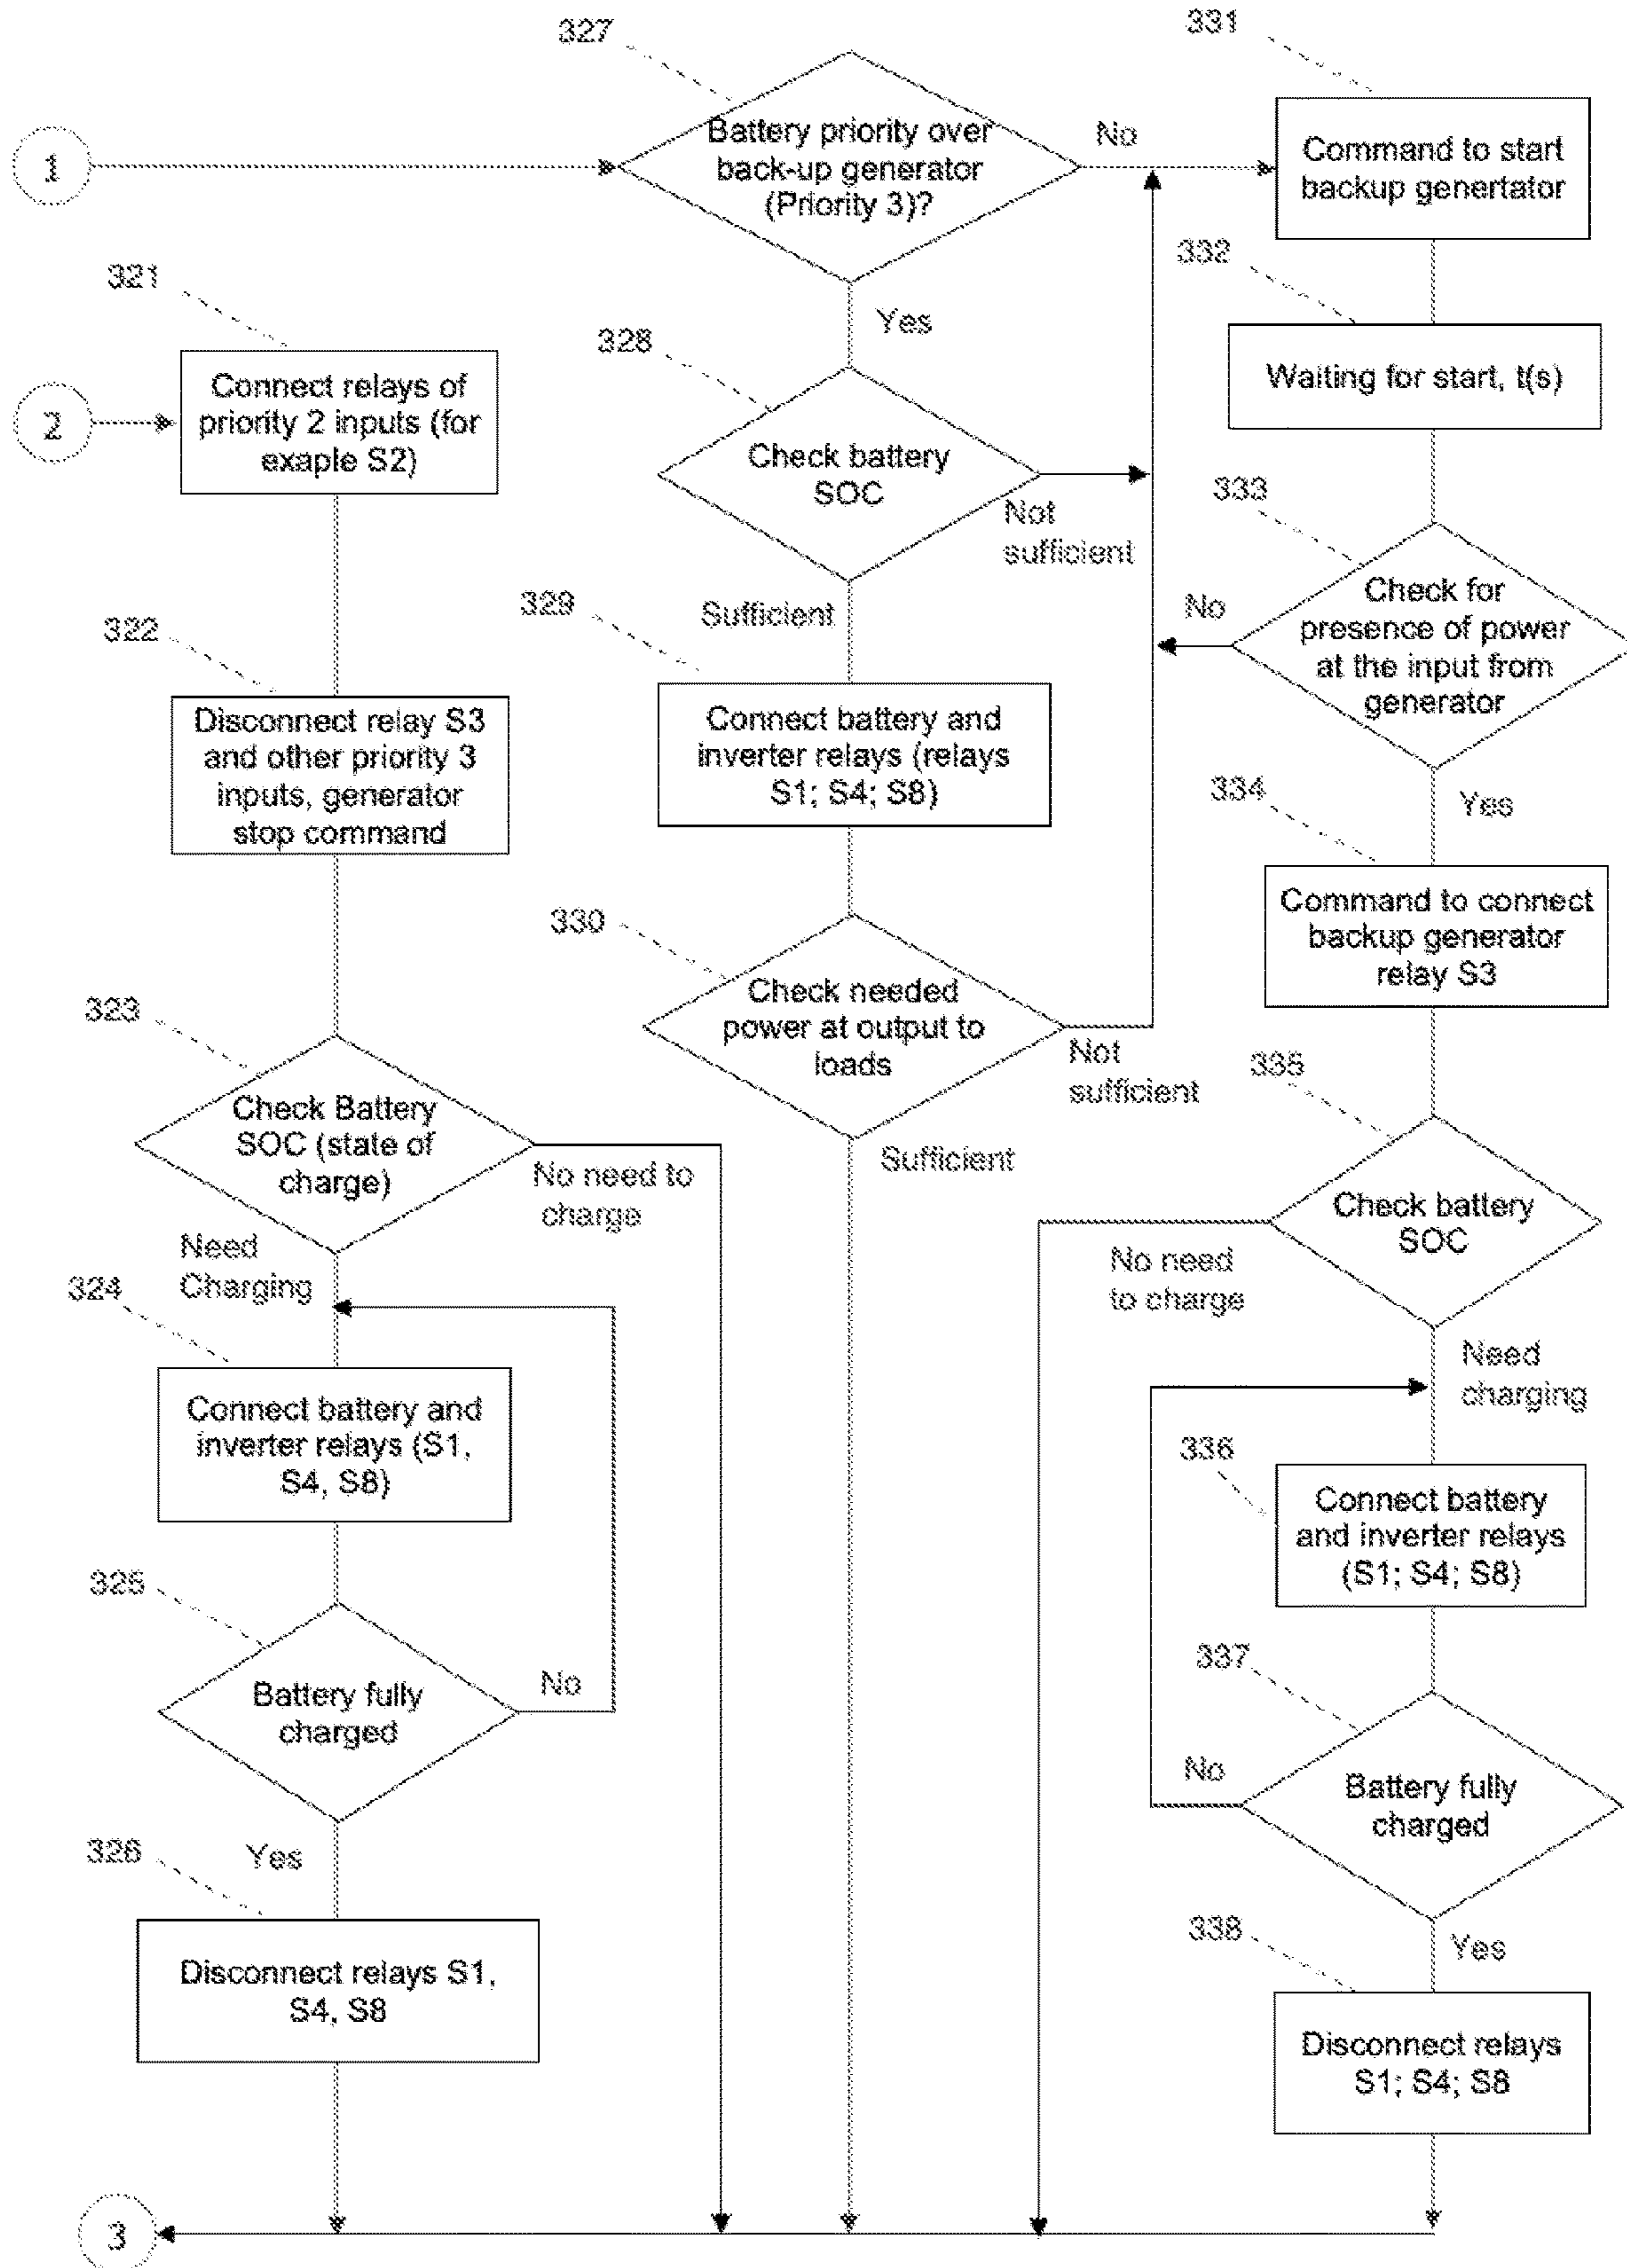 327
331
1
Battery priority over
back-up generator
(Priority 3)?
No
Command to start
backup genertator
332
321
Yes
328
2
Connect relays of
priority 2 inputs (for
exaple S2)
Waiting for start, t(s)
Check battery
SOC
Not
sufficient
333
329
Sufficient
322
No
Check for
presence of power
at the input from
generator
Disconnect relay S3
and other priority 3
inputs, generator
stop command
Connect battery and
inverter relays (relays
S1; S4; S8)
334
Yes
330
Command to connect
backup generator
relay S3
323
Check needed
power at output to
loads
Not
sufficient
335
Check Battery
SOC (state of
charge)
No need to
charge
Sufficient
Check battery
SOC
Need
Charging
No need
to charge
324
Need
charging
Connect battery and
inverter relays (S1,
S4, S8)
336
Connect battery
and inverter relays
(S1; S4; S8)
325
337
Battery fully
charged
No
No
Battery fully
charged
326
Yes
338
Yes
Disconnect relays S1,
S4, S8
Disconnect relays
S1; S4; S8
3